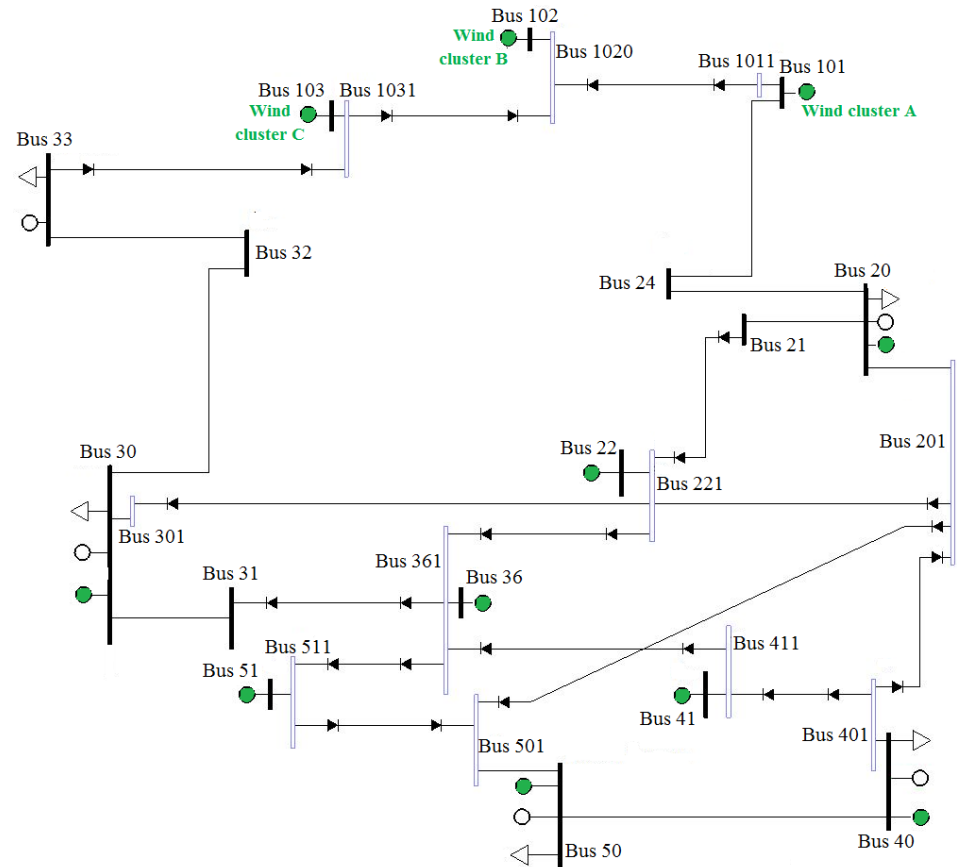 Bus 102
Wind
cluster B
Bus 1020
Bus 1011
Bus 101
Wind cluster A
Bus 103
Bus 1031
Wind
cluster C
Bus 33
Bus 32
Bus 24
Bus 20
Bus 21
Bus 201
Bus 22
Bus 221
Bus 30
Bus 301
Bus 361
Bus 36
Bus 31
Bus 511
Bus 51
Bus 411
Bus 41
Bus 401
Bus 501
Bus 50
Bus 40